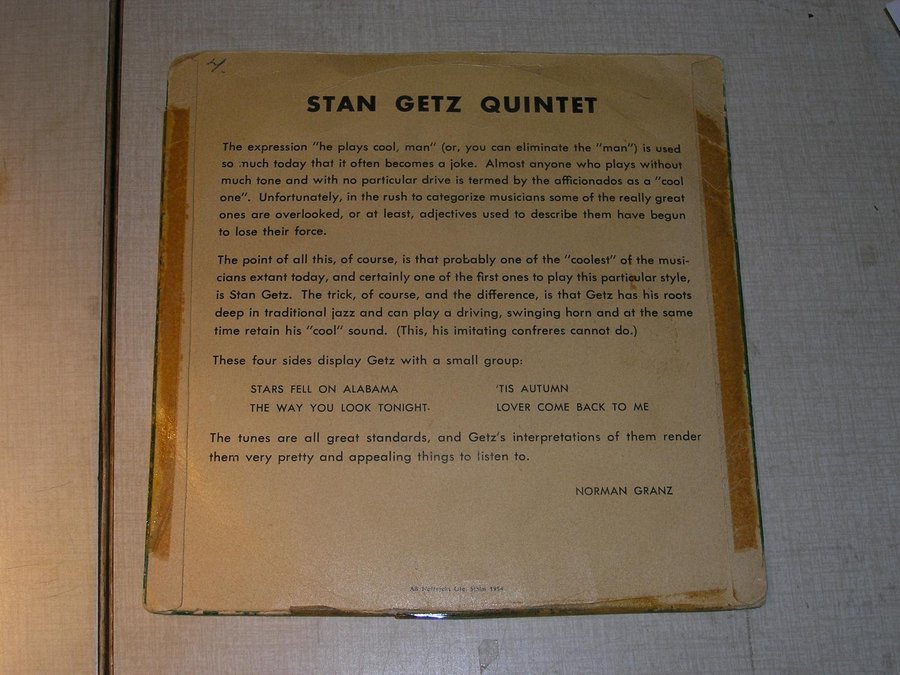 4.
STAN GETZ QUINTET
The expression "he plays cool, man" (or, you can eliminate the "man") is used
so much today that it often becomes a joke. Almost anyone who plays without
much tone and with no particular drive is termed by the afficionados as a "cool
one". Unfortunately, in the rush to categorize musicians some of the really great
ones are overlooked, or at least, adjectives used to describe them have begun
to lose their force.
The point of all this, of course, is that probably one of the "coolest" of the musi-
cians extant today, and certainly one of the first ones to play this particular style,
is Stan Getz. The trick, of course, and the difference, is that Getz has his roots
deep in traditional jazz and can play a driving, swinging horn and at the same
time retain his "cool" sound. (This, his imitating confreres cannot do.)
These four sides display Getz with a small group:
STARS FELL ON ALABAMA 'TIS AUTUMN
THE WAY YOU LOOK TONIGHT LOVER COME BACK TO ME
The tunes are all great standards, and Getz's interpretations of them render
them very pretty and appealing things to listen to.
NORMAN GRANZ
AB Sthlm 1954